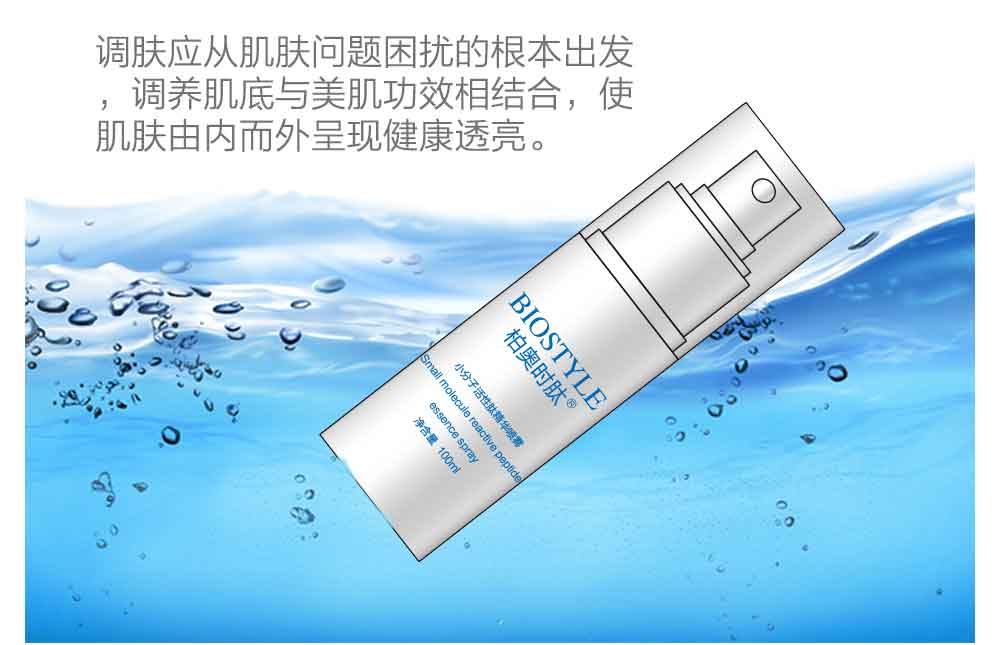 调肤应从肌肤问题困扰的根本出发
，调养肌底与美肌功效相结合，使
肌肤由内而外呈现健康透亮。
BIOSTYLE
柏奥时肽®
小分子活性肽精华喷雾
Small molecule reactive peptide
essence spray
净含量 100ml